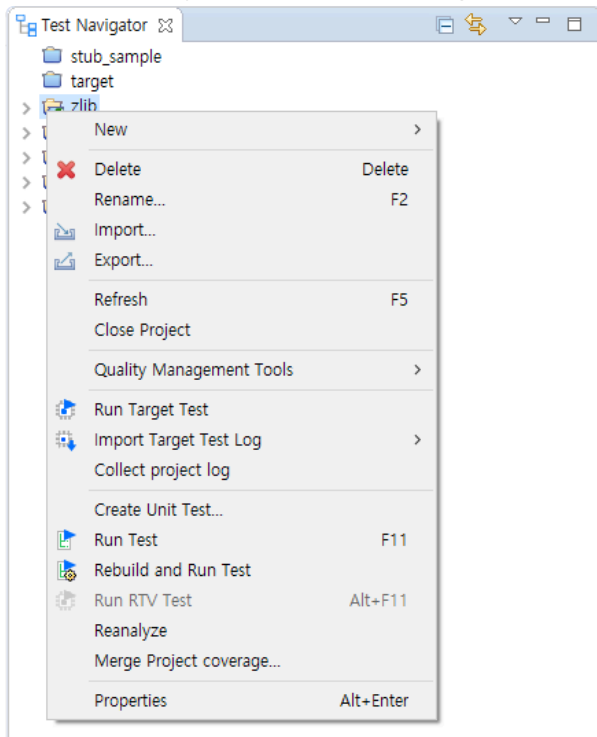 Test Navigator
stub_sample
target
zlib
New
Delete Delete
Rename... F2
Import...
Export...
Refresh F5
Close Project
Quality Management Tools
Run Target Test
Import Target Test Log
Collect project log
Create Unit Test...
Run Test F11
Rebuild and Run Test
Run RTV Test Alt+F11
Reanalyze
Merge Project coverage...
Properties Alt+Enter